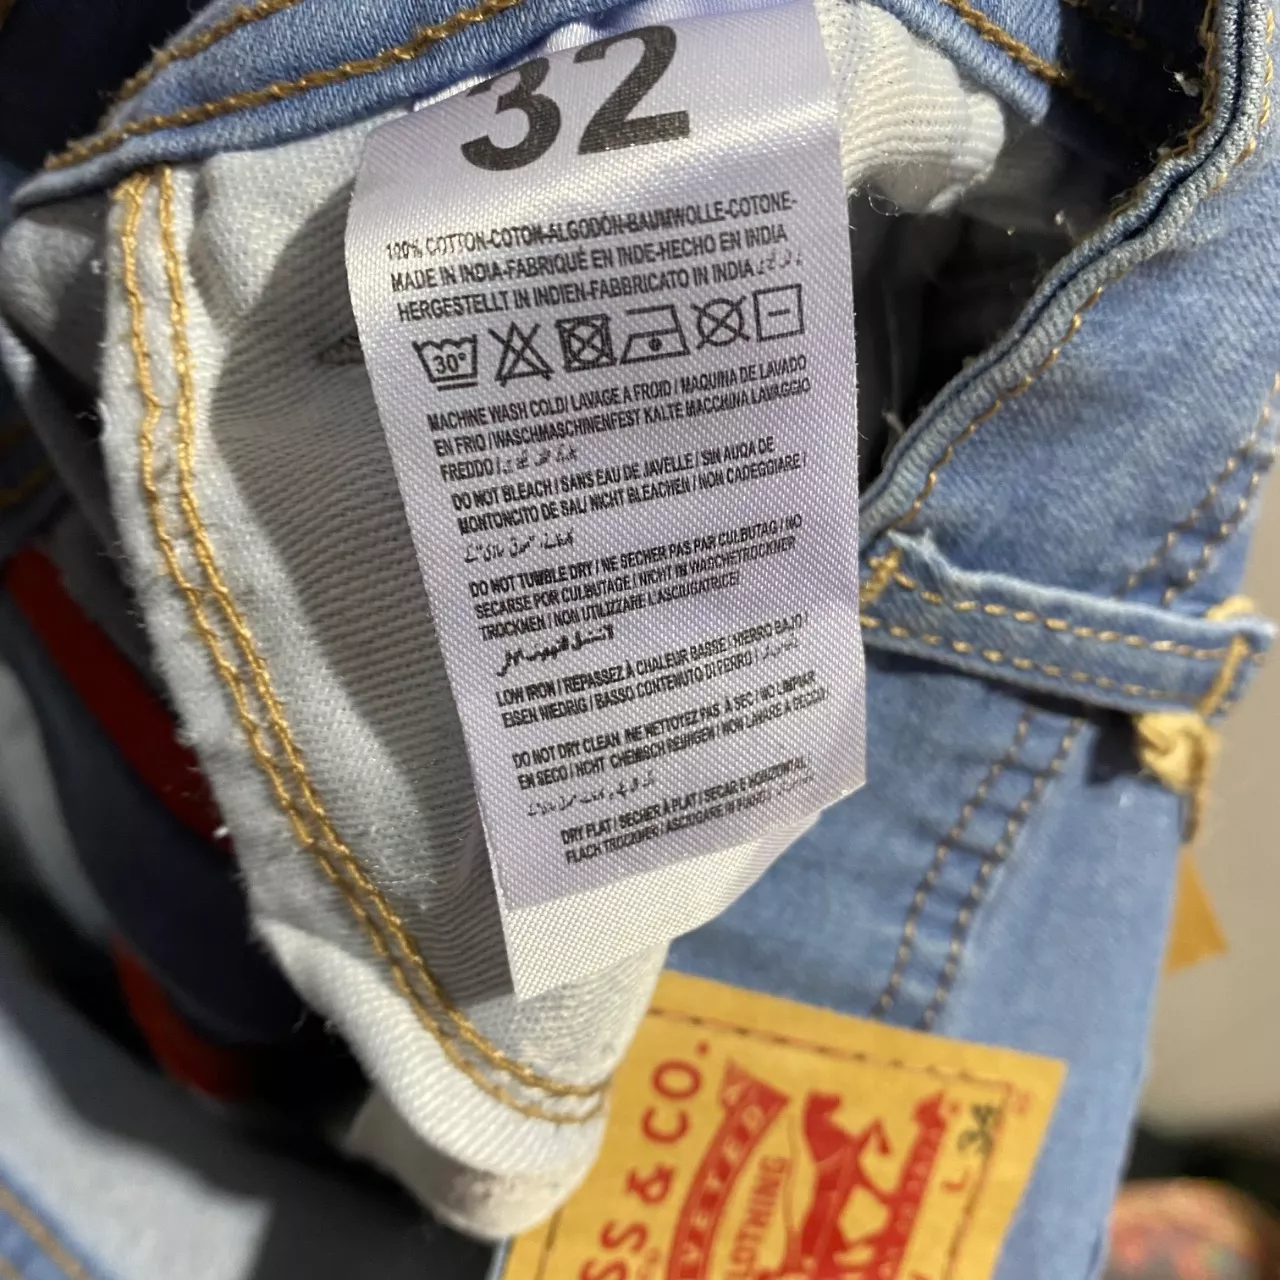 32
100% COTTON-COTON-ALGODÓN-BAUMWOLLE-COTONE-
MADE IN INDIA-FABRIQUÉ EN INDE-HECHO EN INDIA
HERGESTELLT IN INDIEN-FABBRICATO IN INDIA
30°
MACHINE WASH COLD/ LAVAGE A FROID / MAQUINA DE LAVADO
EN FRIO / WASCHMASCHINENFEST KALTE MACCHINA LAVAGGIO
FREDDO /
DO NOT BLEACH / SANS EAU DE JAVELLE / SIN AUQA DE
MONTONCITO DE SAL/ NICHT BLEACHEN / NON CADEGGIARE /
DO NOT TUMBLE DRY / NE SECHER PAS PAR CULBUTAG / NO
SECARSE POR CULBUTAGE / NICHT IN WASCHETROCKNER
TROCKNEN / NON UTILIZZARE L'ASCIUGATRICE/
LOW IRON / REPASSEZ À CHALEUR BASSE / HIERRO BAJO /
EISEN NIEDRIG / BASSO CONTENUTO DI FERRO /
DO NOT DRY CLEAN NE NETTOYEZ PAS À SEC / NO LIMPIAR
EN SECO / NCHT CHEMISCH REINIGEN / NON LAVARE A SECCO
DRY FLAT / SECHER À PLAT / SECAR E HORIZONTAL
FLACH TROCKNER / ASCIUGARE IN
SS & CO.
CLOTHING
L 34